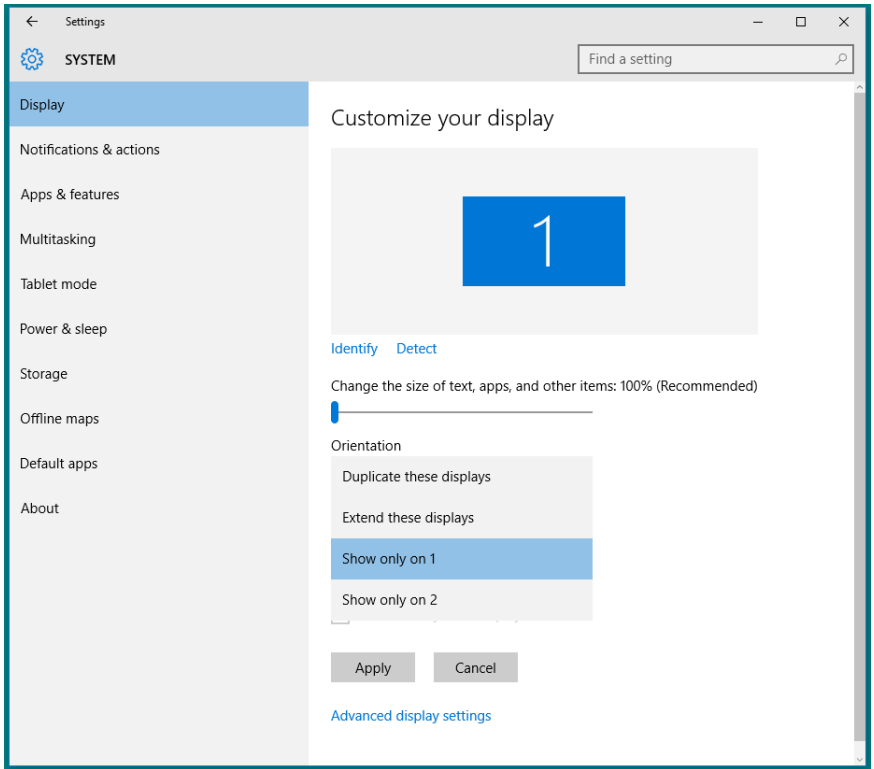 Settings
SYSTEM
Find a setting
Display
Notifications & actions
Apps & features
Multitasking
Tablet mode
Power & sleep
Storage
Offline maps
Default apps
About
Customize your display
1
Identify Detect
Change the size of text, apps, and other items: 100% (Recommended)
Orientation
Duplicate these displays
Extend these displays
Show only on 1
Show only on 2
Apply Cancel
Advanced display settings